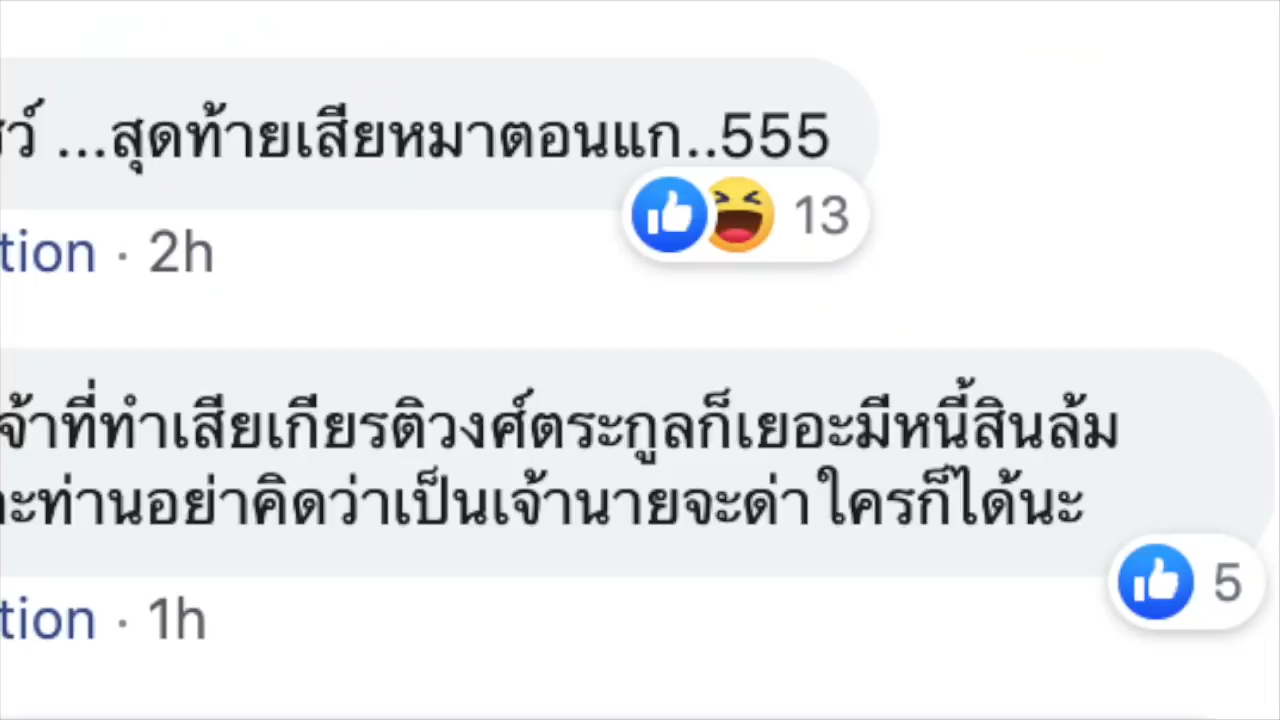 ...สุดท้ายเสียหมาตอนแก..555
13
tion · 2h
จ้าที่ทำเสียเกียรติวงศ์ตระกูลก็เยอะมีหนี้สินล้ม
ะท่านอย่าคิดว่าเป็นเจ้านายจะด่าใครก็ได้นะ
5
tion · 1h